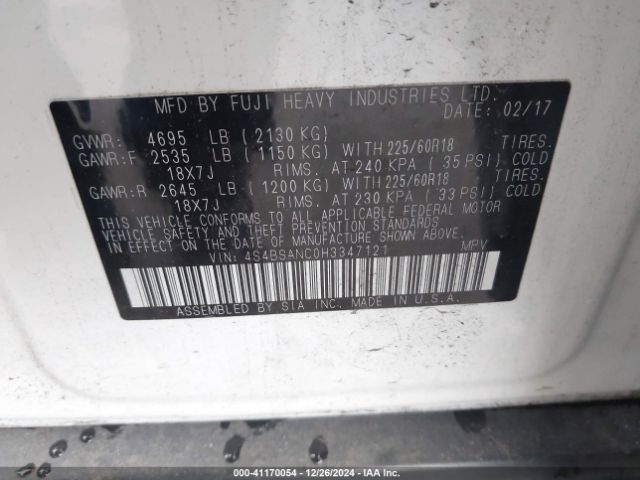 MFD BY FUJI HEAVY INDUSTRIES LTD.
DATE: 02/17
GVWR: 4695 LB (2130 KG)
GAWR:F 2535 LB (1150 KG) WITH 225/60R18 TIRES.
18X7J RIMS. AT 240 KPA (35 PSI) COLD
GAWR:R 2645 LB (1200 KG) WITH 225/60R18 TIRES.
18X7J RIMS. AT 230 KPA (33 PSI) COLD
THIS VEHICLE CONFORMS TO ALL APPLICABLE FEDERAL MOTOR
VEHICLE SAFETY AND THEFT PREVENTION STANDARDS
IN EFFECT ON THE DATE OF MANUFACTURE SHOWN ABOVE.
VIN: 4S4BSANC0H3347121 MPV
ASSEMBLED BY SIA INC. MADE IN U.S.A.
000-41170054 | 12/26/2024 | IAA Inc.